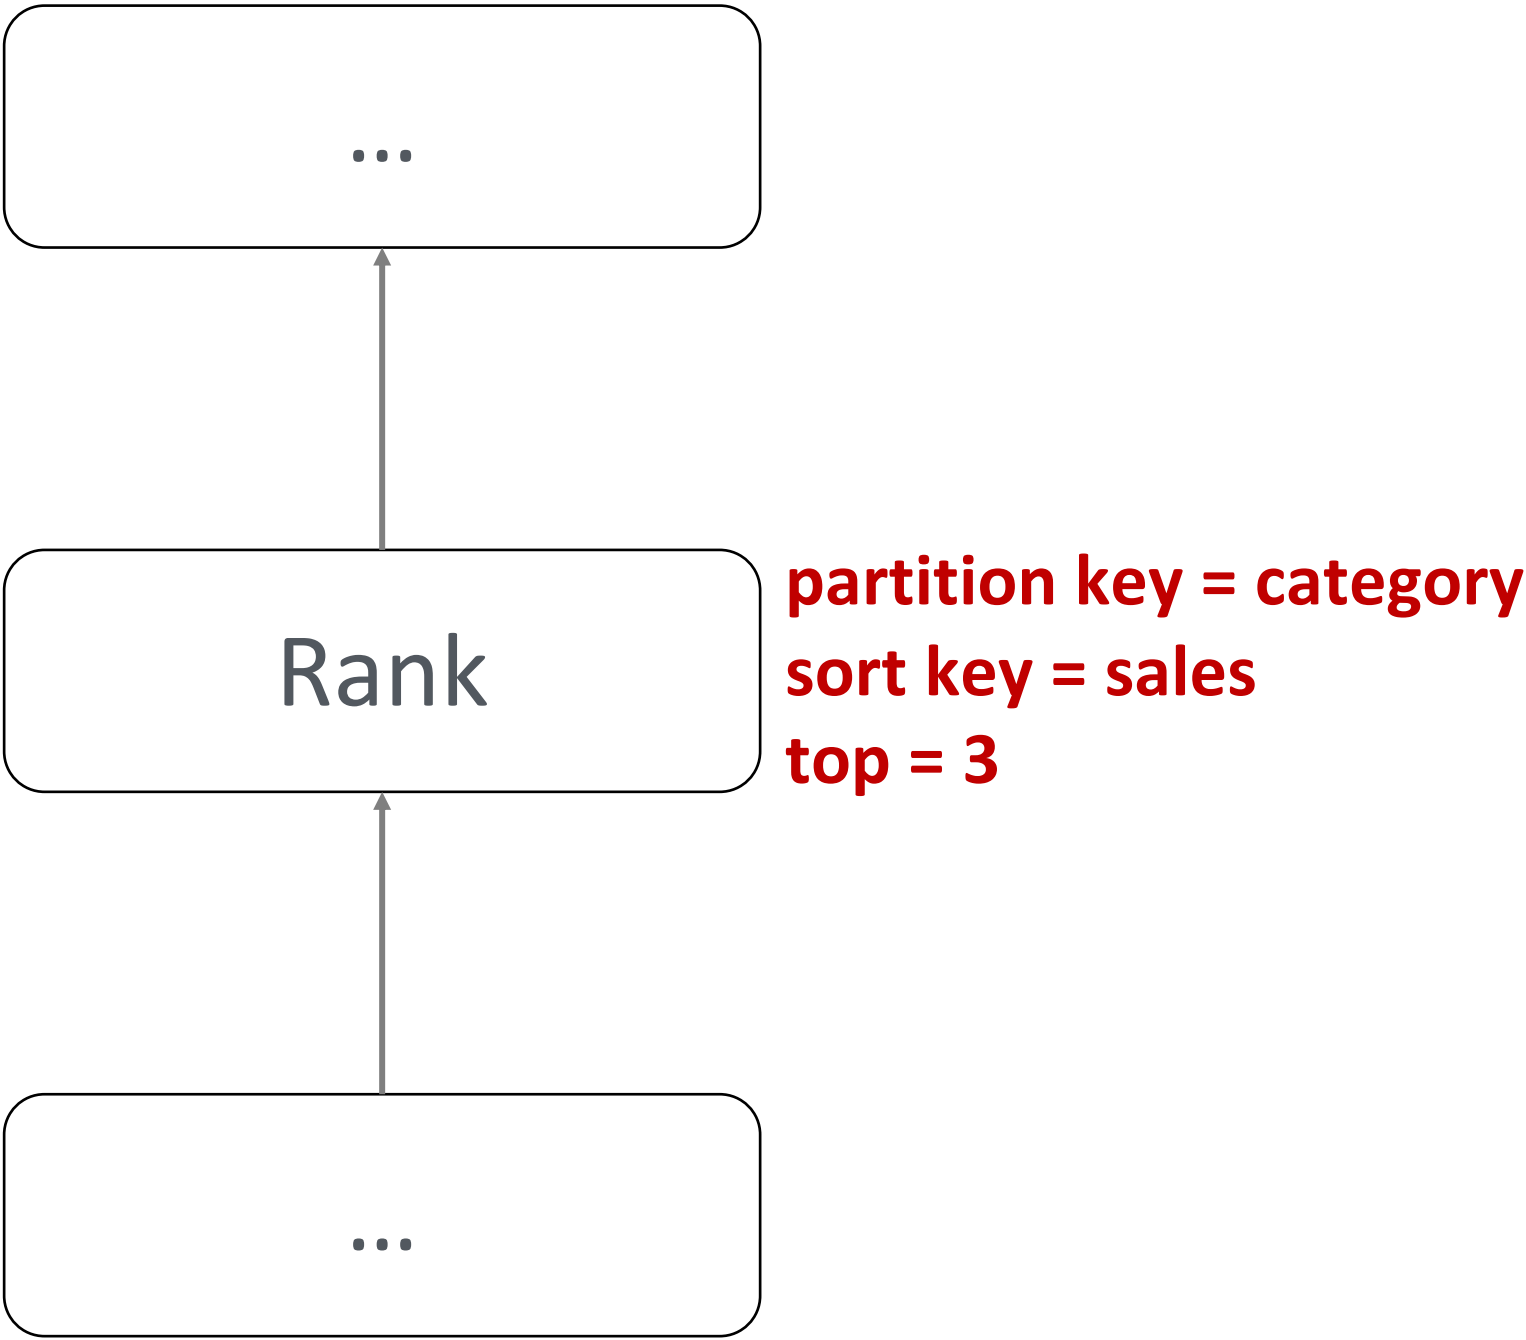 ...
Rank
partition key = category
sort key = sales
top = 3
...